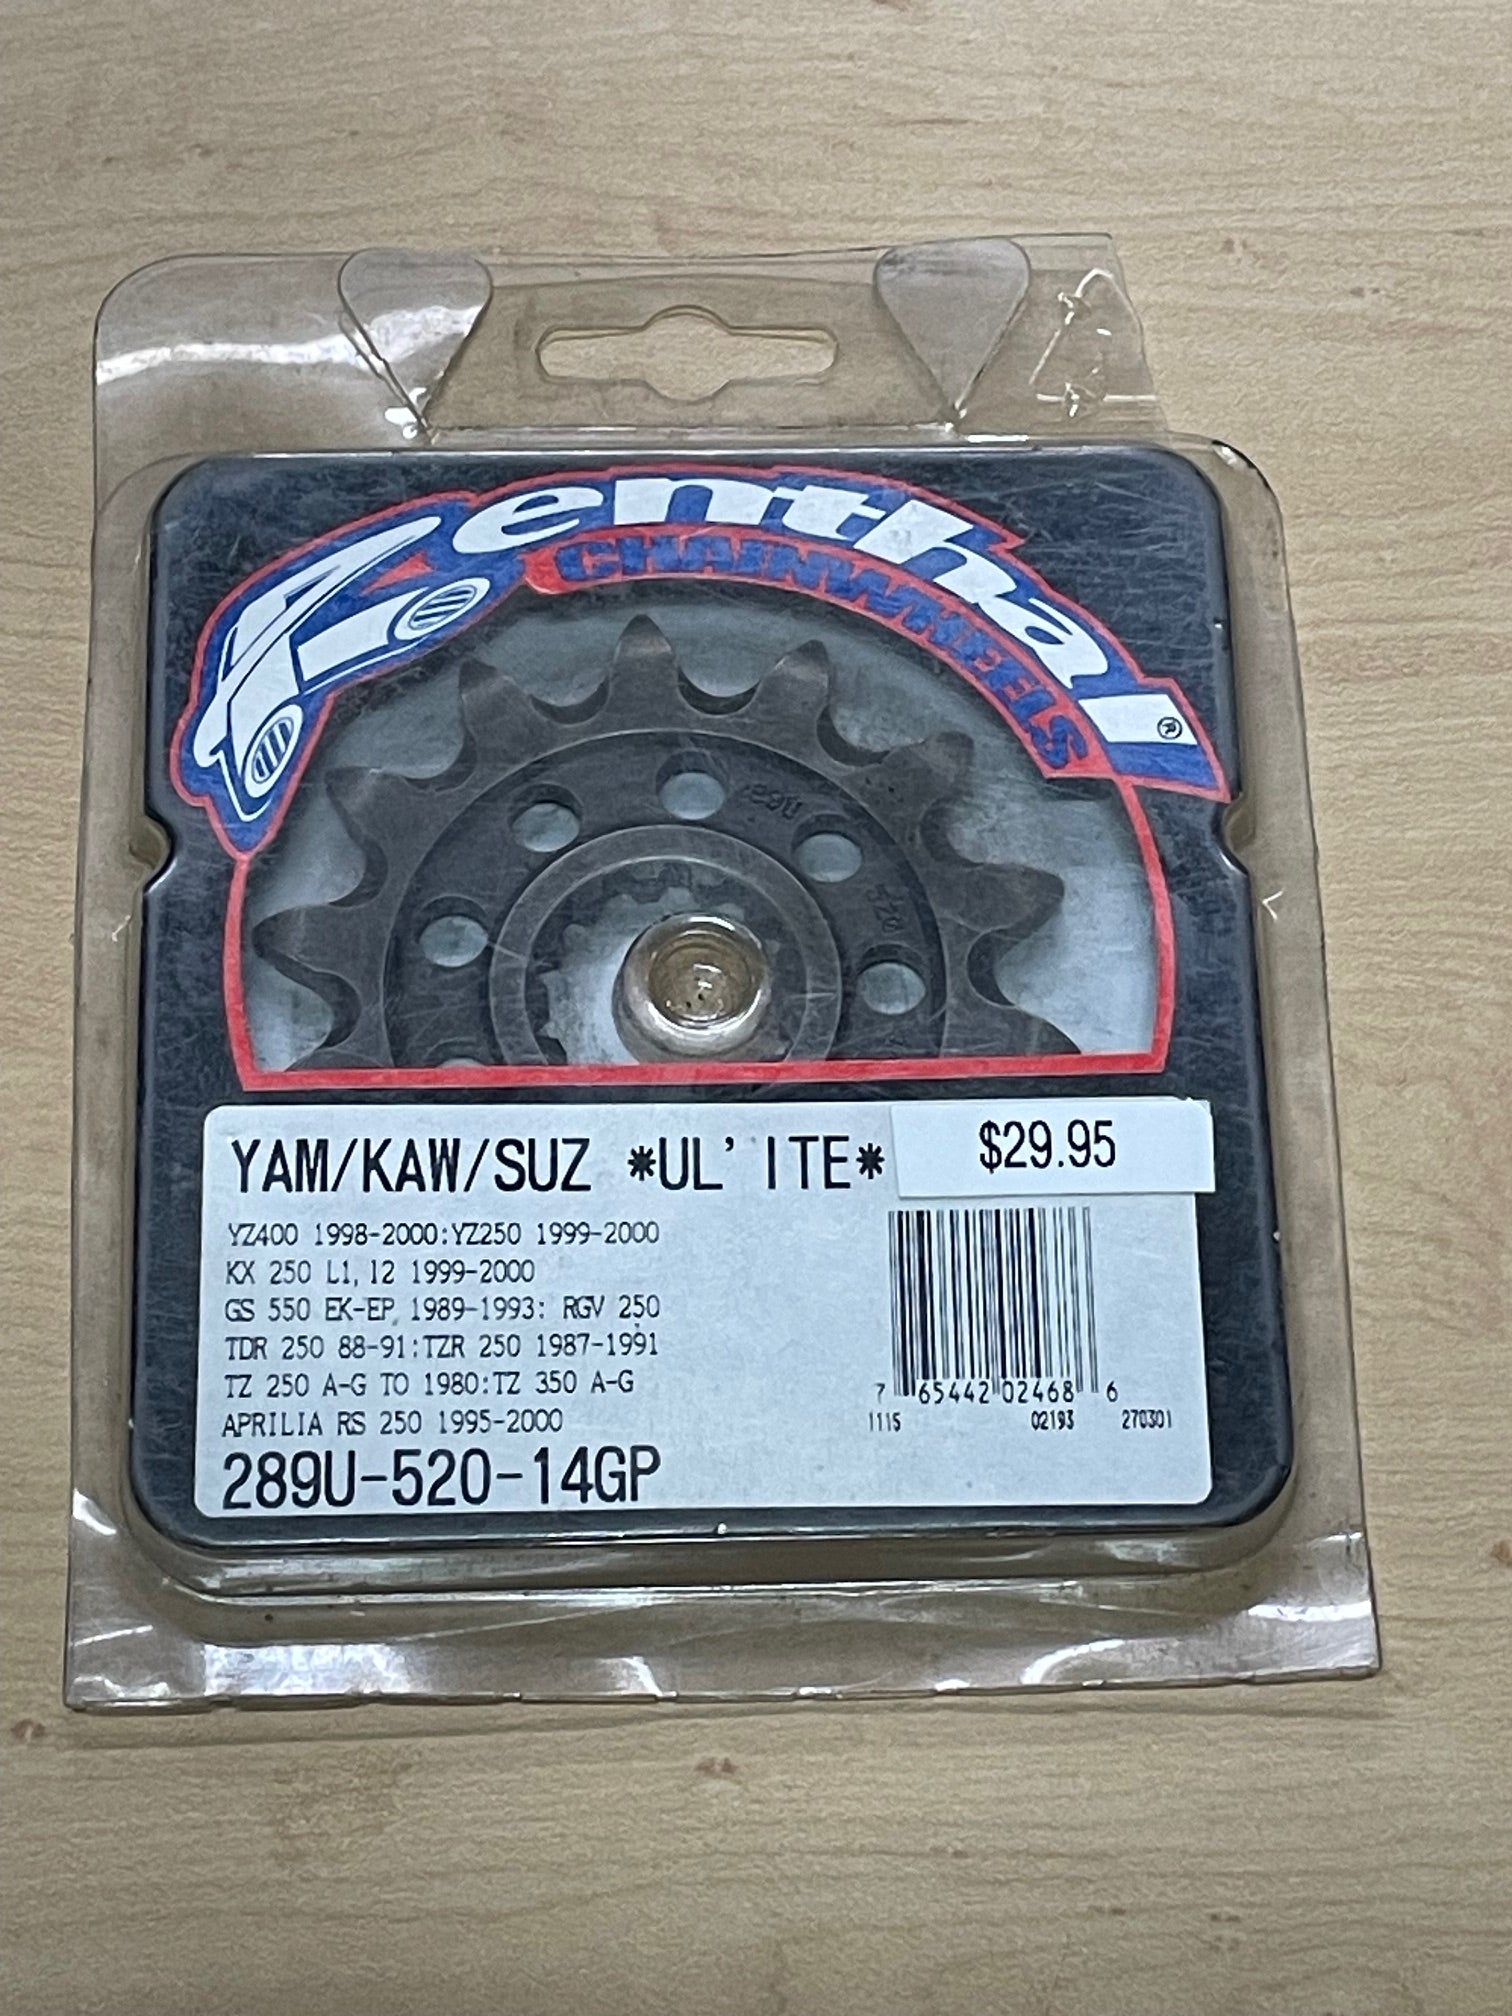 Renthal®
CHAINWHEELS
289U
520
YAM/KAW/SUZ *UL'ITE*
$29.95
YZ400 1998-2000:YZ250 1999-2000
KX 250 L1,12 1999-2000
GS 550 EK-EP, 1989-1993: RGV 250
TDR 250 88-91:TZR 250 1987-1991
TZ 250 A-G TO 1980:TZ 350 A-G
APRILIA RS 250 1995-2000
289U-520-14GP
7 65442 02468 6
111S 02193 270301